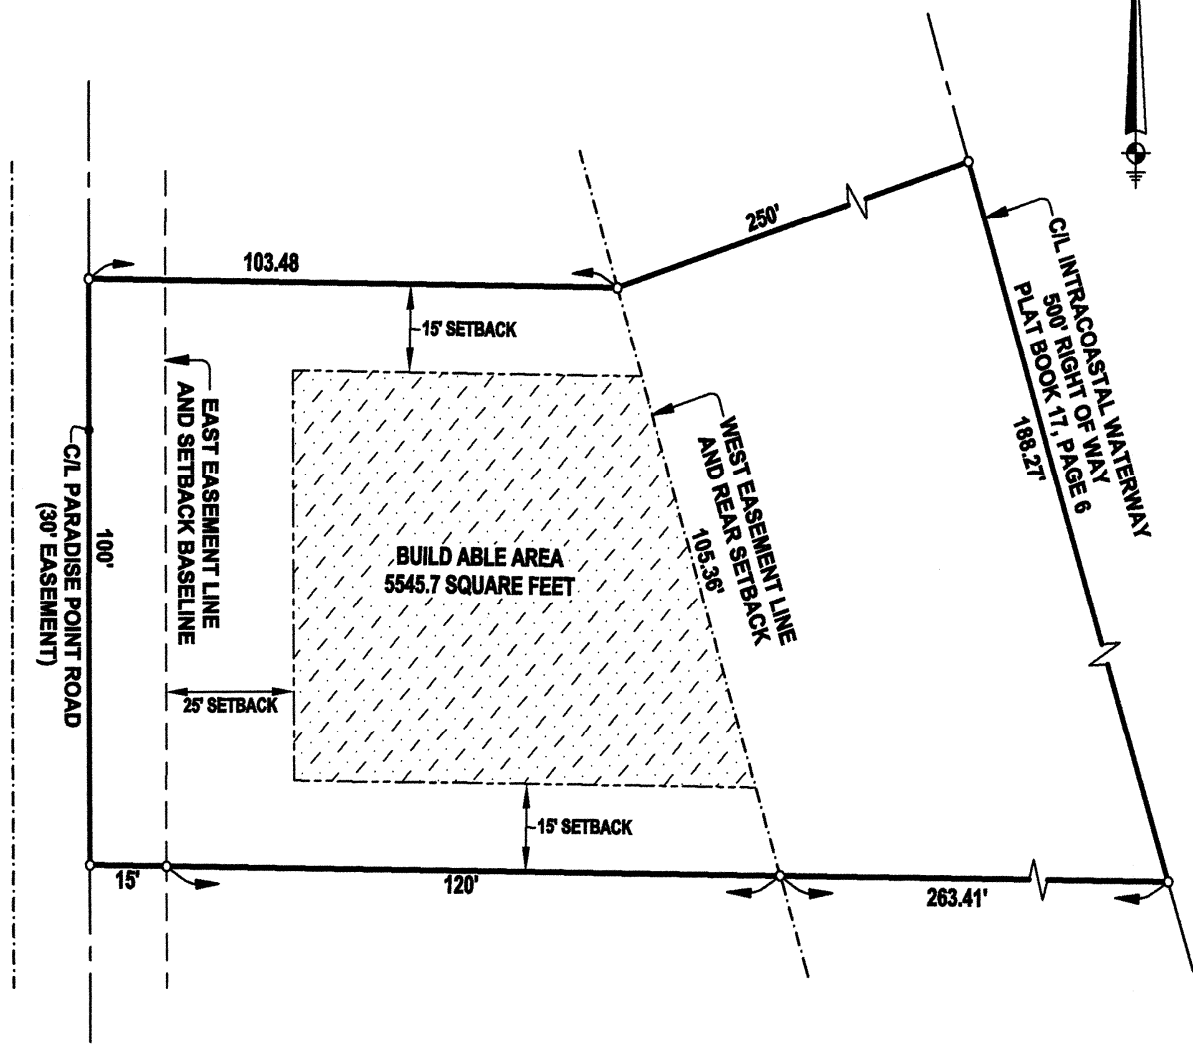 250'
103.48
15' SETBACK
C/L INTRACOASTAL WATERWAY
500' RIGHT OF WAY
PLAT BOOK 17, PAGE 6
188.27'
EAST EASEMENT LINE
AND SETBACK BASELINE
WEST EASEMENT LINE
AND REAR SETBACK
105.36'
C/L PARADISE POINT ROAD
(30' EASEMENT)
100'
BUILD ABLE AREA
5545.7 SQUARE FEET
25' SETBACK
15' SETBACK
15'
120'
263.41'